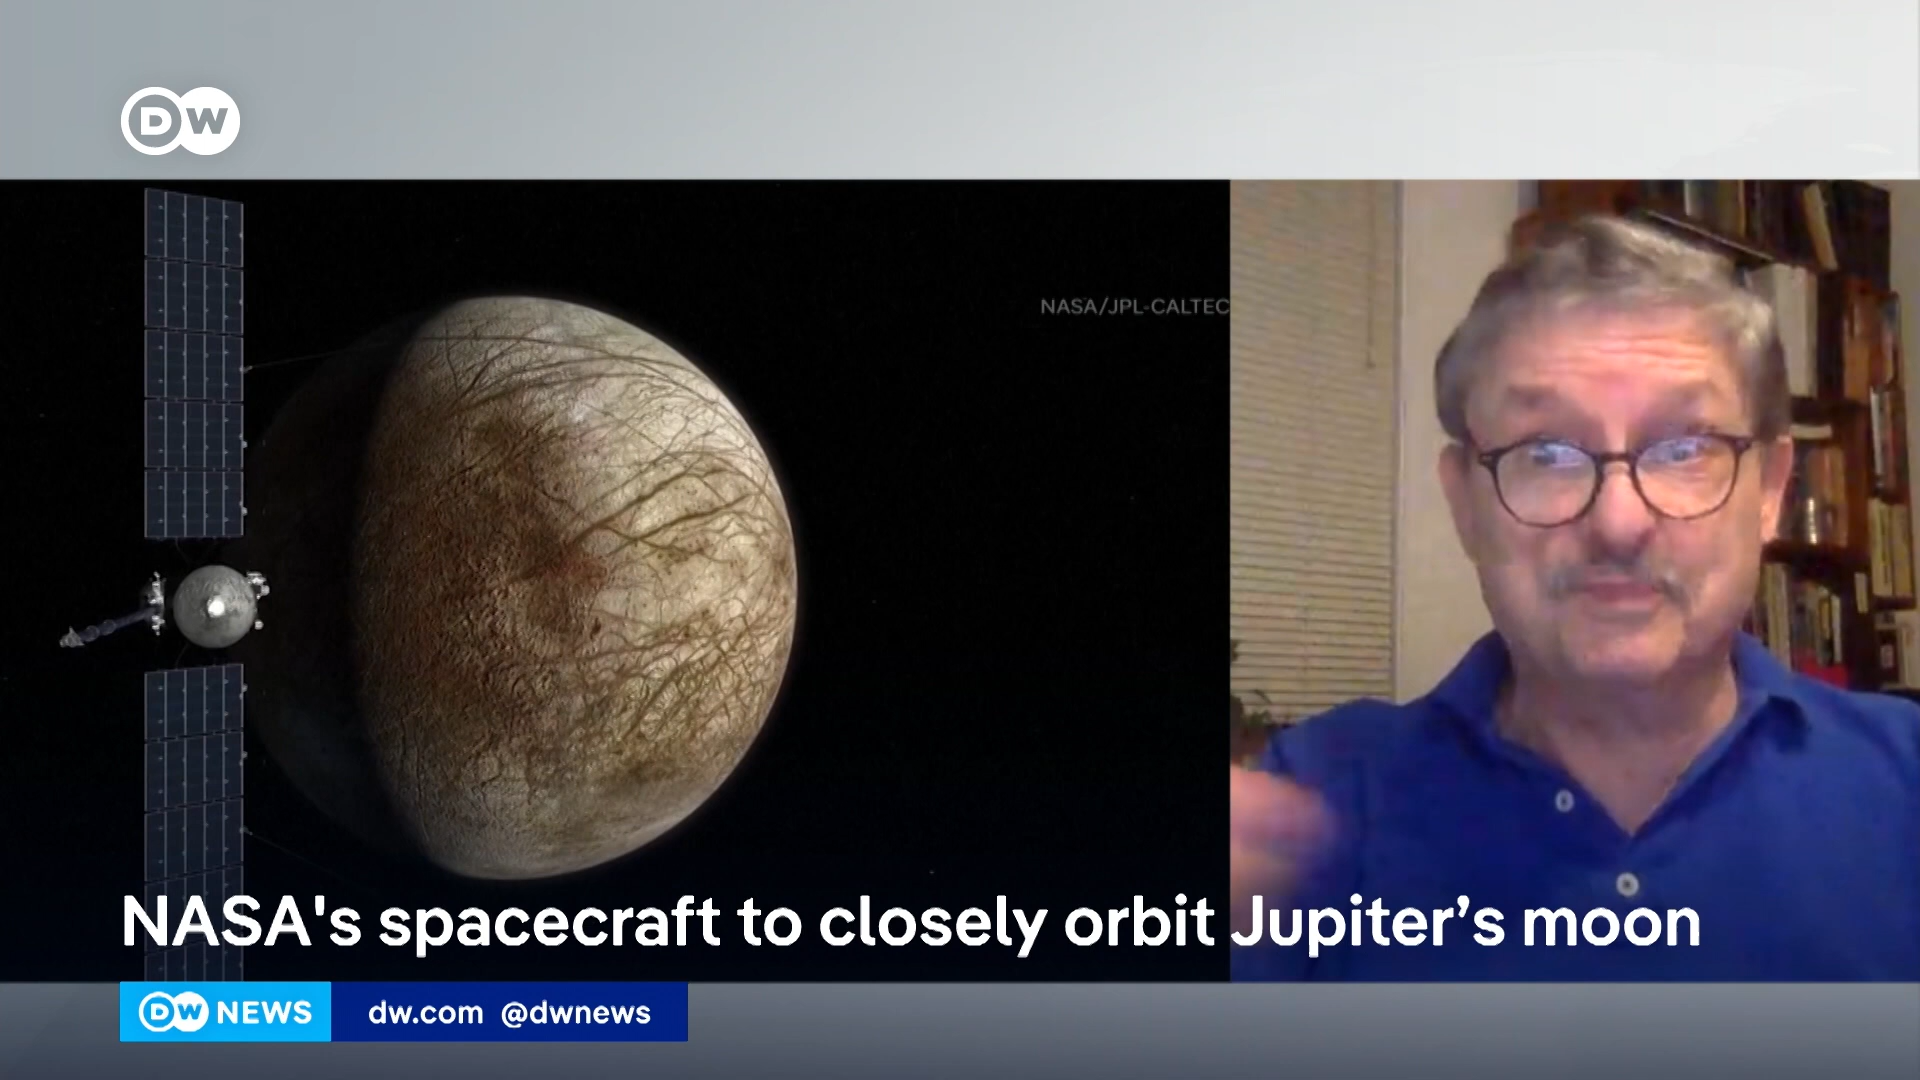 DW
NASA/JPL-CALTEC
NASA's spacecraft to closely orbit Jupiter’s moon
DW NEWS dw.com @dwnews